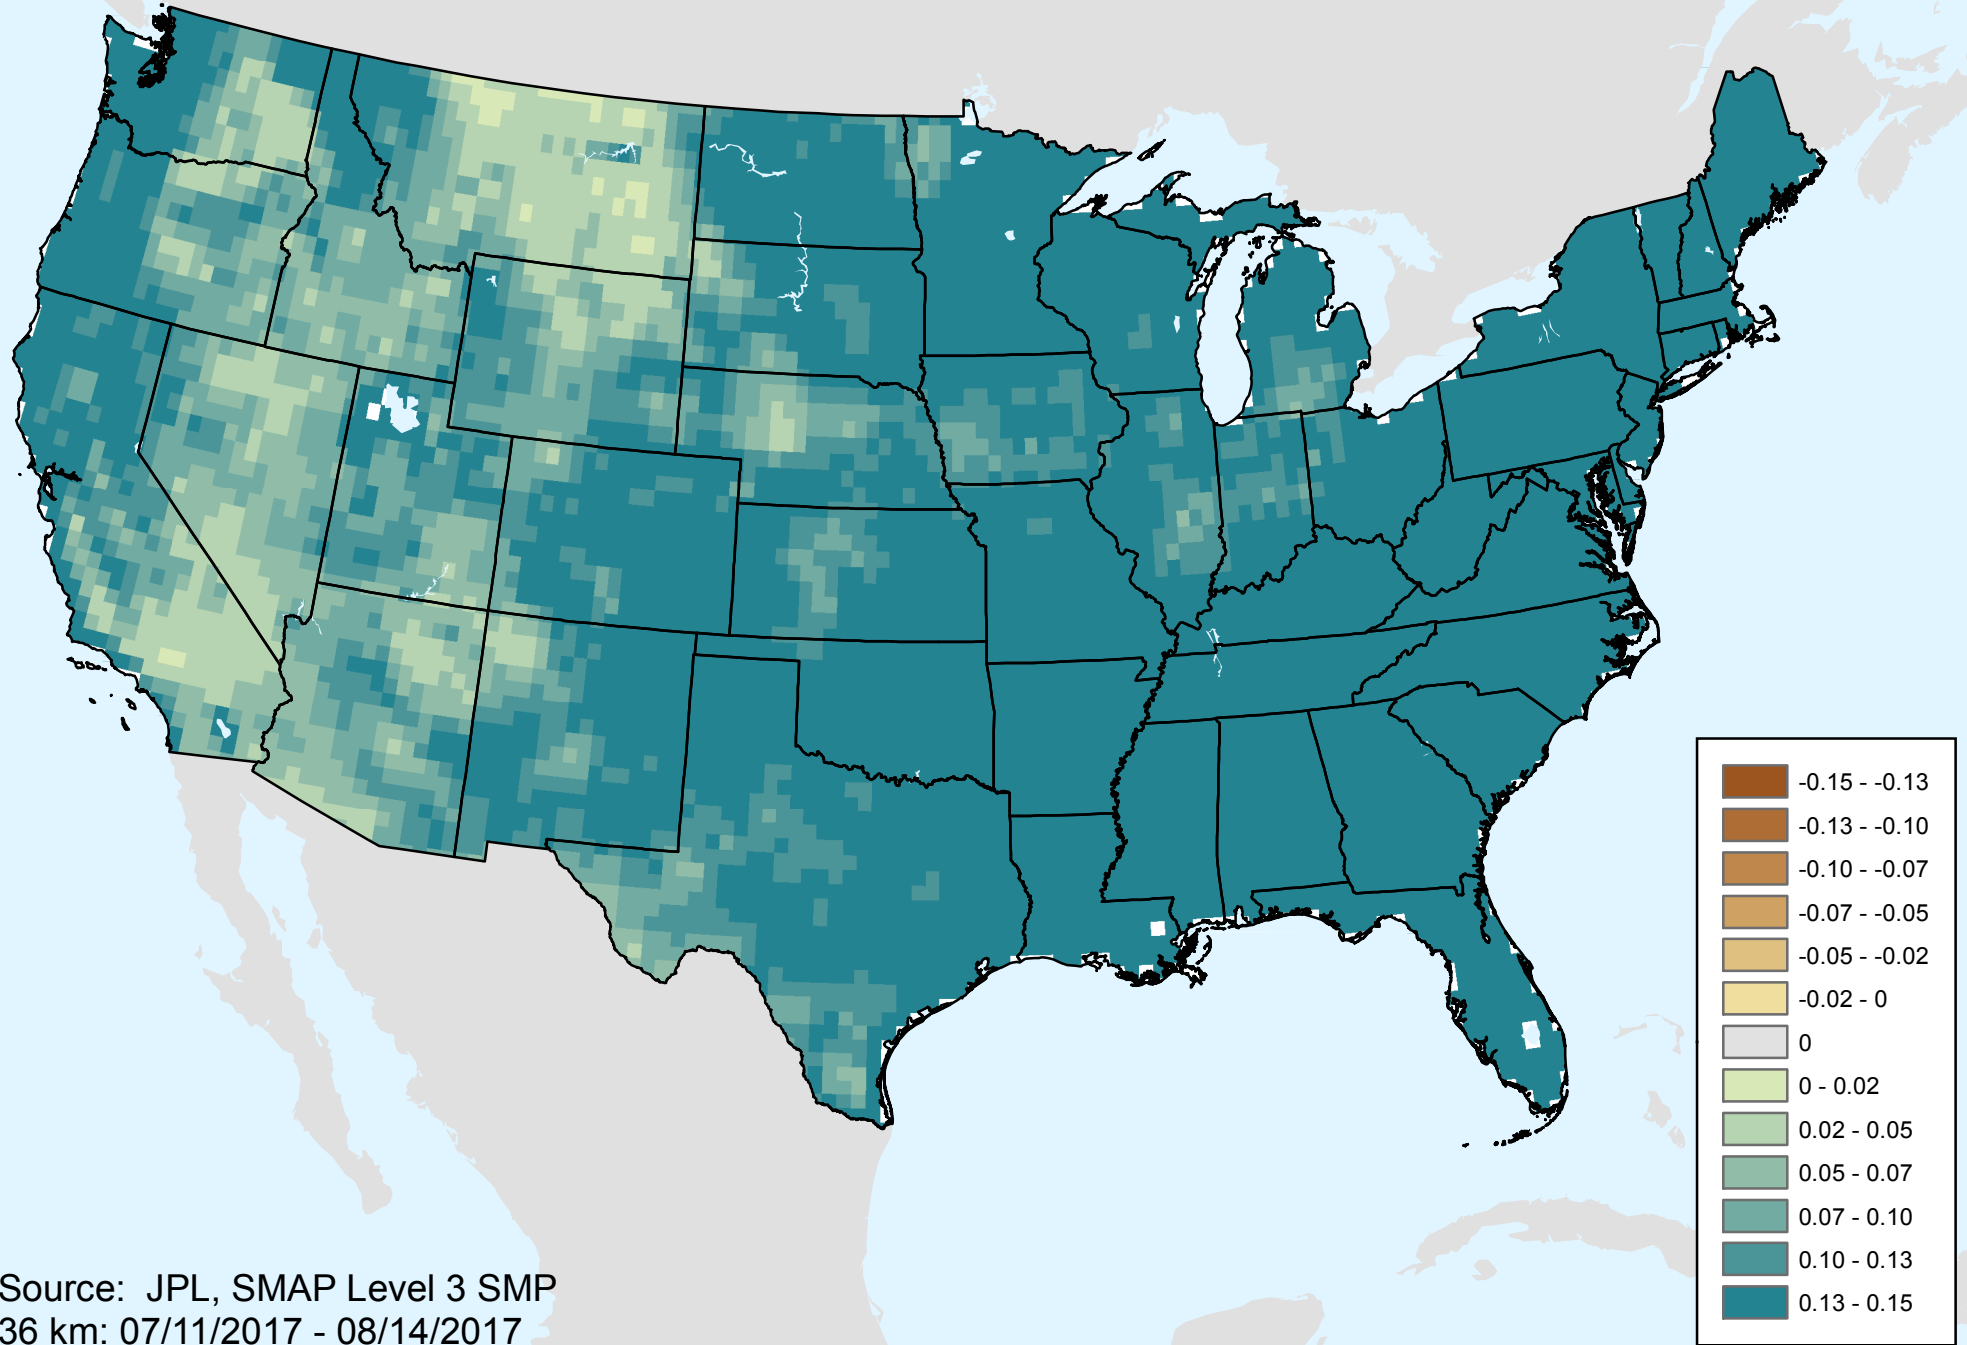 -0.15 - -0.13
-0.13 - -0.10
-0.10 - -0.07
-0.07 - -0.05
-0.05 - -0.02
-0.02 - 0
0
0 - 0.02
0.02 - 0.05
0.05 - 0.07
0.07 - 0.10
0.10 - 0.13
0.13 - 0.15
Source:  JPL, SMAP Level 3 SMP
36 km: 07/11/2017 - 08/14/2017